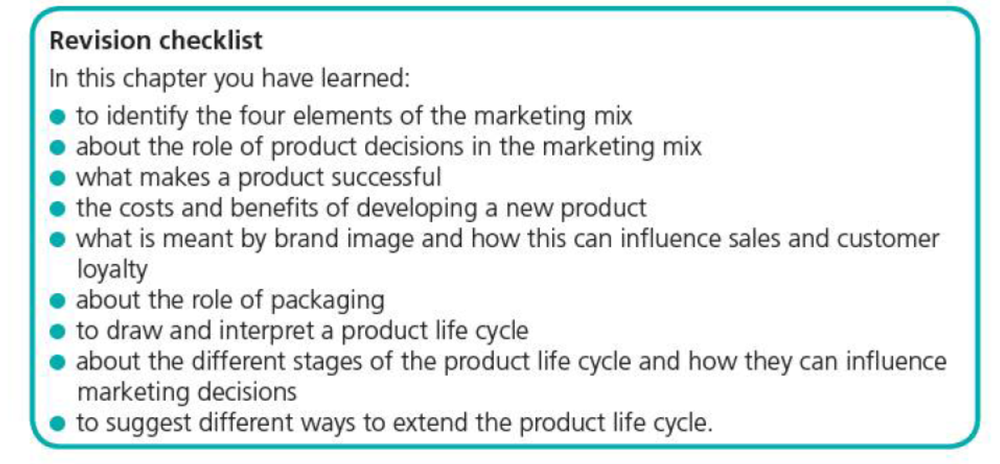 Revision checklist
In this chapter you have learned:
● to identify the four elements of the marketing mix
● about the role of product decisions in the marketing mix
● what makes a product successful
● the costs and benefits of developing a new product
● what is meant by brand image and how this can influence sales and customer
loyalty
● about the role of packaging
● to draw and interpret a product life cycle
● about the different stages of the product life cycle and how they can influence
marketing decisions
● to suggest different ways to extend the product life cycle.